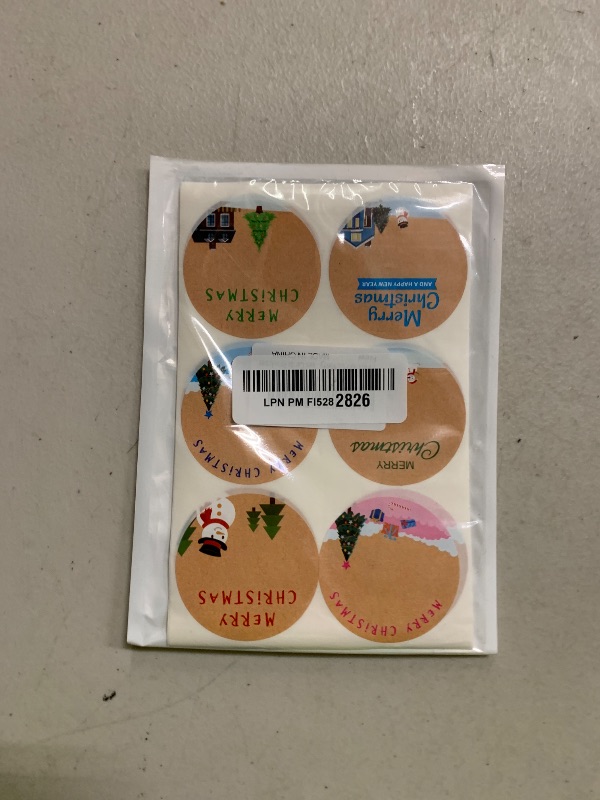 MERRY
CHRiSTMAS
Merry
Christmas
AND A HAPPY NEW YEAR
LPN PM FI528 2826
MERRY CHRiSTMAS
MERRY
Christmas
MERRY
CHRiSTMAS
MERRY CHRiSTMAS